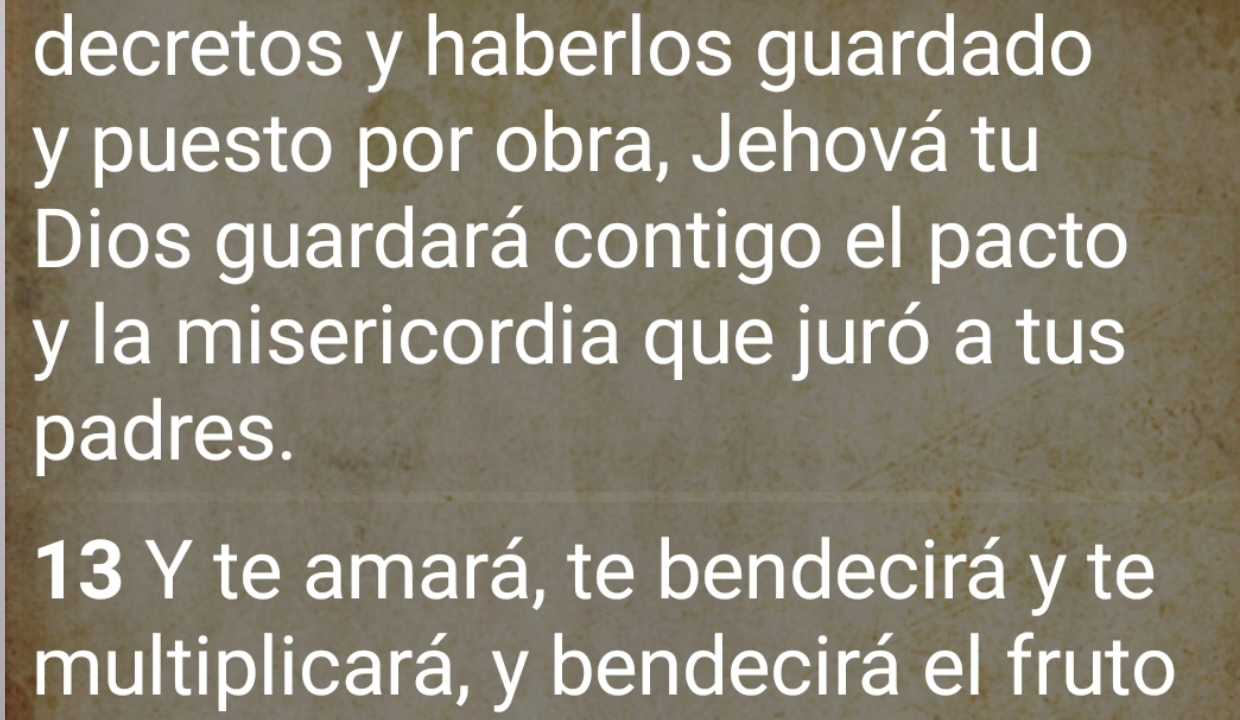 decretos y haberlos guardado
y puesto por obra, Jehová tu
Dios guardará contigo el pacto
y la misericordia que juró a tus
padres.
13 Y te amará, te bendecirá y te
multiplicará, y bendecirá el fruto